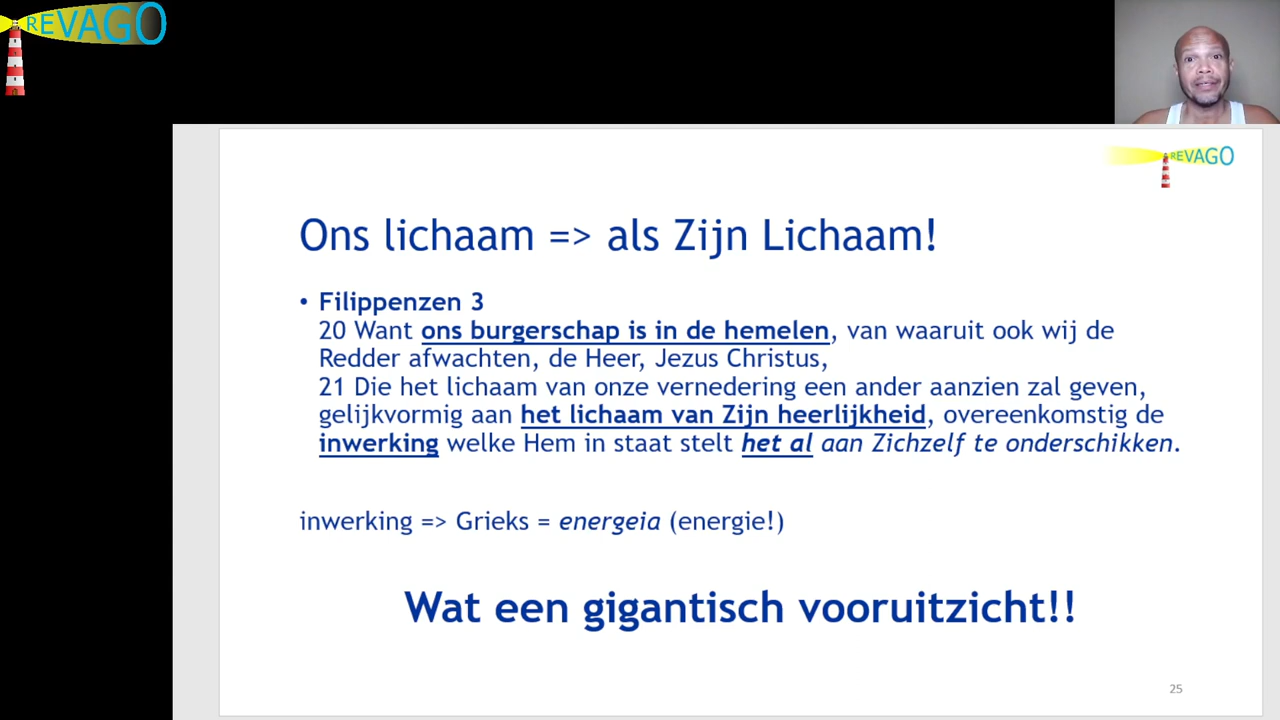 REVAGO
REVAGO
Ons lichaam => als Zijn Lichaam!
• Filippenzen 3
20 Want ons burgerschap is in de hemelen, van waaruit ook wij de
Redder afwachten, de Heer, Jezus Christus,
21 Die het lichaam van onze vernedering een ander aanzien zal geven,
gelijkvormig aan het lichaam van Zijn heerlijkheid, overeenkomstig de
inwerking welke Hem in staat stelt het al aan Zichzelf te onderschikken.
inwerking => Grieks = energeia (energie!)
Wat een gigantisch vooruitzicht!!
25